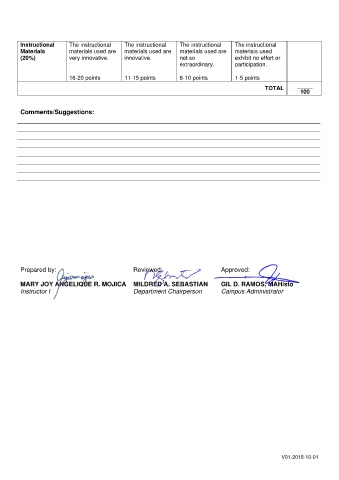 Instructional Materials (20%)
The instructional materials used are very innovative.
16-20 points
The instructional materials used are innovative.
11-15 points
The instructional materials used are not so extraordinary.
6-10 points
The instructional materials used exhibit no effort or participation.
1-5 points
TOTAL
100
Comments/Suggestions:
Prepared by: Reviewed: Approved:
MARY JOY ANGELIQUE R. MOJICA MILDRED A. SEBASTIAN GIL D. RAMOS, MAHisto
Instructor I Department Chairperson Campus Administrator
V01-2018-10-01